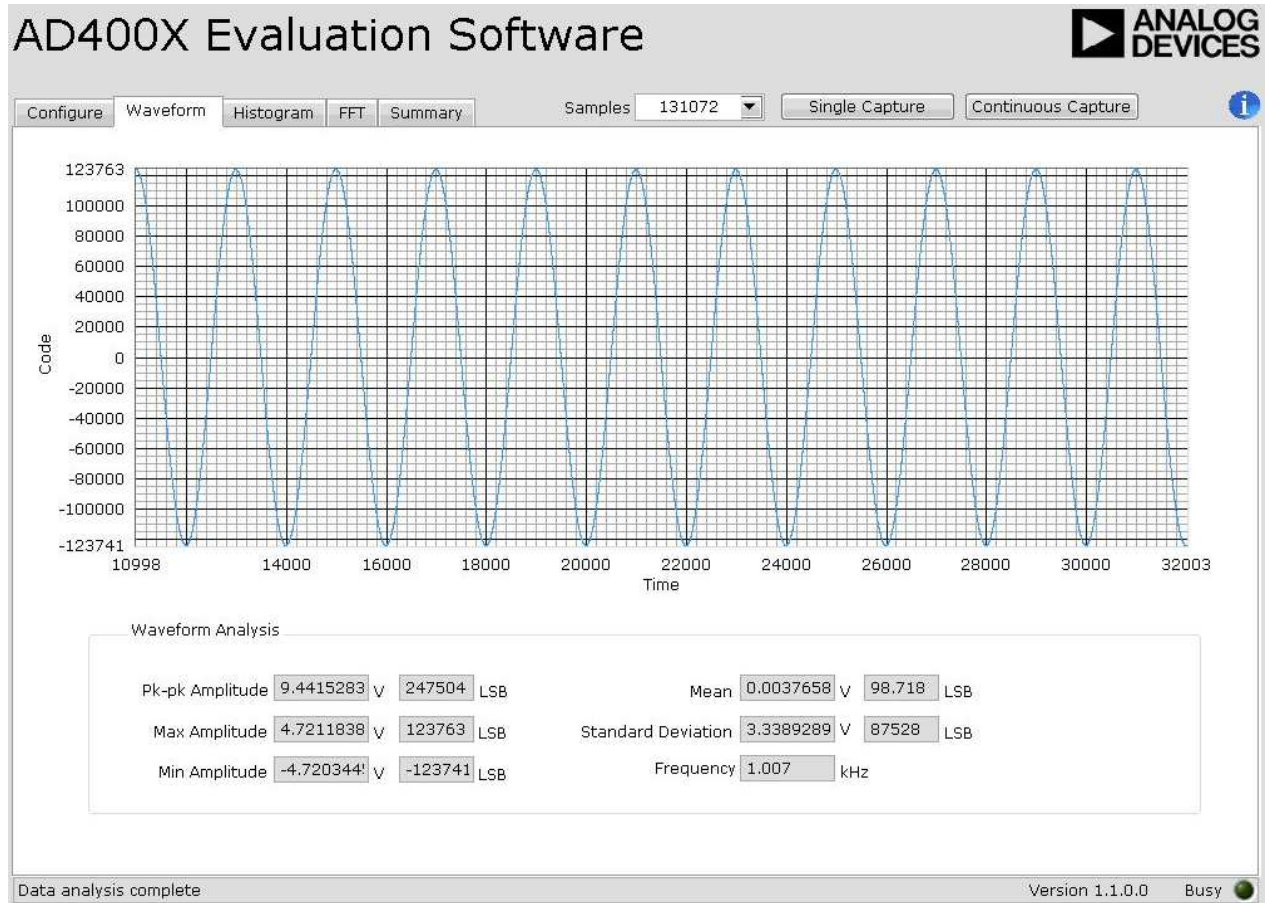 AD400X Evaluation Software
ANALOG
DEVICES
Configure Waveform Histogram FFT Summary Samples 131072 Single Capture Continuous Capture i
123763
100000
80000
60000
40000
20000
0
-20000
-40000
-60000
-80000
-100000
-123741
Code
10998 14000 16000 18000 20000 22000 24000 26000 28000 30000 32003
Time
Waveform Analysis
Pk-pk Amplitude 9.4415283 V 247504 LSB Mean 0.0037658 V 98.718 LSB
Max Amplitude 4.7211838 V 123763 LSB Standard Deviation 3.3389289 V 87528 LSB
Min Amplitude -4.720344 V -123741 LSB Frequency 1.007 kHz
Data analysis complete Version 1.1.0.0 Busy